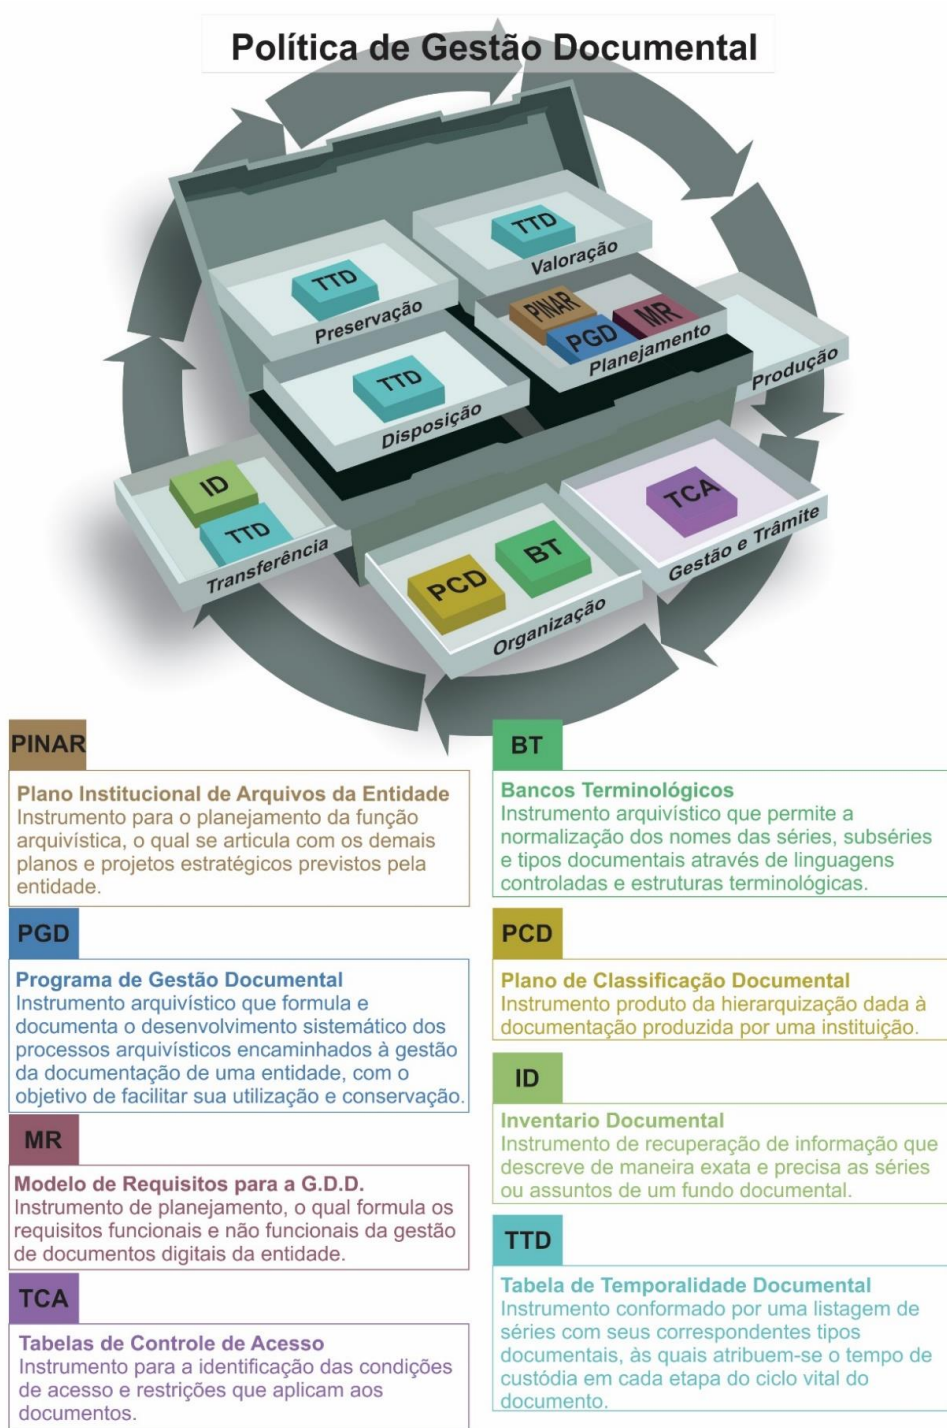 Política de Gestão Documental
TTD
Valoração
TTD
Preservação
PINAR
PGD
MR
Planejamento
Produção
TTD
Disposição
ID
TTD
Transferência
TCA
Gestão e Trâmite
PCD
BT
Organização
PINAR
Plano Institucional de Arquivos da Entidade
Instrumento para o planejamento da função
arquivística, o qual se articula com os demais
planos e projetos estratégicos previstos pela
entidade.
PGD
Programa de Gestão Documental
Instrumento arquivístico que formula e
documenta o desenvolvimento sistemático dos
processos arquivísticos encaminhados à gestão
da documentação de uma entidade, com o
objetivo de facilitar sua utilização e conservação.
MR
Modelo de Requisitos para a G.D.D.
Instrumento de planejamento, o qual formula os
requisitos funcionais e não funcionais da gestão
de documentos digitais da entidade.
TCA
Tabelas de Controle de Acesso
Instrumento para a identificação das condições
de acesso e restrições que aplicam aos
documentos.
BT
Bancos Terminológicos
Instrumento arquivístico que permite a
normalização dos nomes das séries, subséries
e tipos documentais através de linguagens
controladas e estruturas terminológicas.
PCD
Plano de Classificação Documental
Instrumento produto da hierarquização dada à
documentação produzida por uma instituição.
ID
Inventario Documental
Instrumento de recuperação de informação que
descreve de maneira exata e precisa as séries
ou assuntos de um fundo documental.
TTD
Tabela de Temporalidade Documental
Instrumento conformado por uma listagem de
séries com seus correspondentes tipos
documentais, às quais atribuem-se o tempo de
custódia em cada etapa do ciclo vital do
documento.